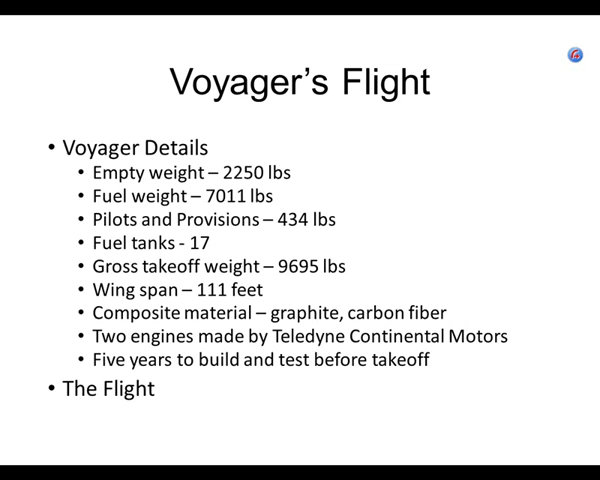 Voyager's Flight
• Voyager Details
• Empty weight – 2250 lbs
• Fuel weight – 7011 lbs
• Pilots and Provisions – 434 lbs
• Fuel tanks - 17
• Gross takeoff weight – 9695 lbs
• Wing span – 111 feet
• Composite material – graphite, carbon fiber
• Two engines made by Teledyne Continental Motors
• Five years to build and test before takeoff
• The Flight